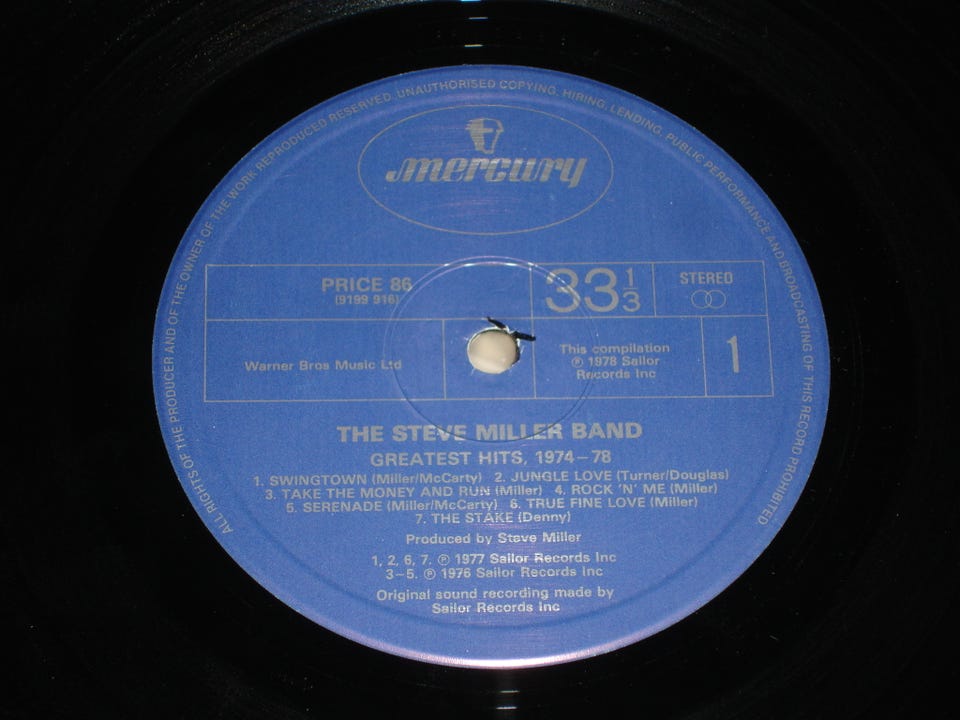 ALL RIGHTS OF THE PRODUCER AND OF THE OWNER OF THE WORK REPRODUCED RESERVED. UNAUTHORISED COPYING, HIRING, LENDING, PUBLIC PERFORMANCE AND BROADCASTING OF THIS RECORD PROHIBITED.
mercury
PRICE 86
(9199 916)
33 1/3
STEREO
Warner Bros Music Ltd
This compilation
℗ 1978 Sailor
Records Inc
1
THE STEVE MILLER BAND
GREATEST HITS, 1974-78
1. SWINGTOWN (Miller/McCarty) 2. JUNGLE LOVE (Turner/Douglas)
3. TAKE THE MONEY AND RUN (Miller) 4. ROCK 'N' ME (Miller)
5. SERENADE (Miller/McCarty) 6. TRUE FINE LOVE (Miller)
7. THE STAKE (Denny)
Produced by Steve Miller
1, 2, 6, 7. ℗ 1977 Sailor Records Inc
3-5. ℗ 1976 Sailor Records Inc
Original sound recording made by
Sailor Records Inc